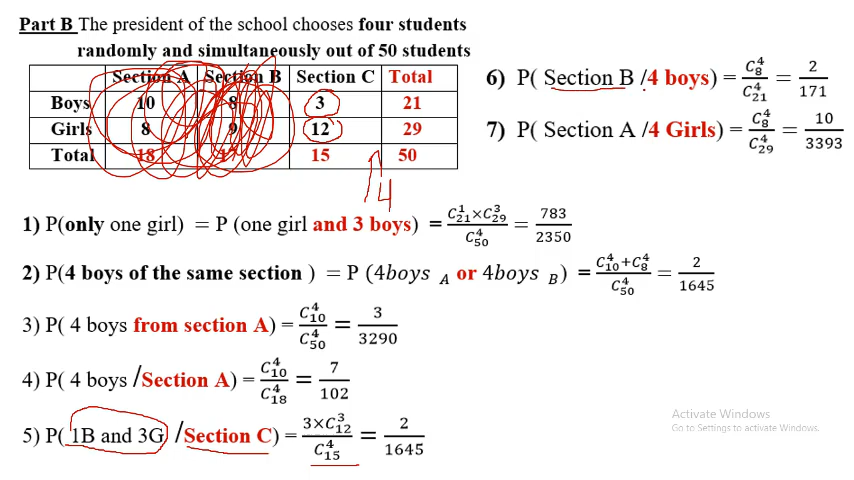 Part B The president of the school chooses four students
randomly and simultaneously out of 50 students
Section A Section B Section C Total
Boys 10 8 3 21
Girls 8 9 12 29
Total 18 17 15 50
4
1) P(only one girl) = P (one girl and 3 boys) = C₂₁¹×C₂₉³ / C₅₀⁴ = 783/2350
2) P(4 boys of the same section ) = P (4boys A or 4boys B) = C₁₀⁴+C₈⁴ / C₅₀⁴ = 2/1645
3) P( 4 boys from section A) = C₁₀⁴ / C₅₀⁴ = 3/3290
4) P( 4 boys /Section A) = C₁₀⁴ / C₁₈⁴ = 7/102
5) P( 1B and 3G /Section C) = 3×C₁₂³ / C₁₅⁴ = 2/1645
6) P( Section B /4 boys) = C₈⁴ / C₂₁⁴ = 2/171
7) P( Section A /4 Girls) = C₈⁴ / C₂₉⁴ = 10/3393
Activate Windows
Go to Settings to activate Windows.